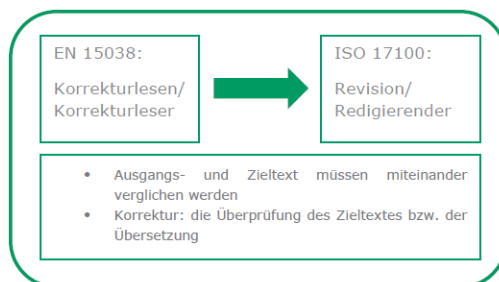 EN 15038:
Korrekturlesen/
Korrekturleser
ISO 17100:
Revision/
Redigierender
• Ausgangs- und Zieltext müssen miteinander
verglichen werden
• Korrektur: die Überprüfung des Zieltextes bzw. der
Übersetzung